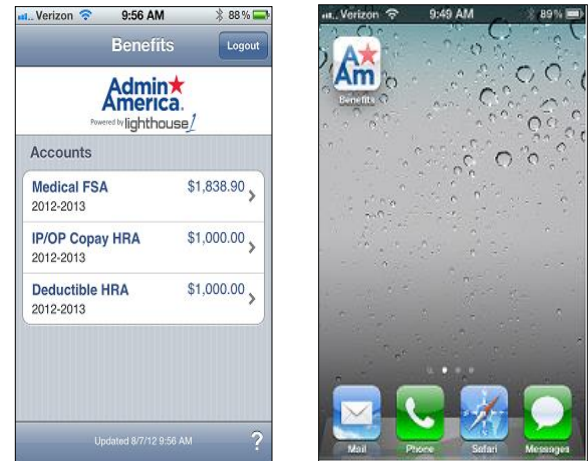 Verizon 9:56 AM 88%
Benefits
Logout
Admin
America.
Powered by lighthouse1
Accounts
Medical FSA $1,838.90
2012-2013
IP/OP Copay HRA $1,000.00
2012-2013
Deductible HRA $1,000.00
2012-2013
Updated 8/7/12 9:56 AM ?
Verizon 9:49 AM 89%
A
Am
Benefits
Mail Phone Safari Messages